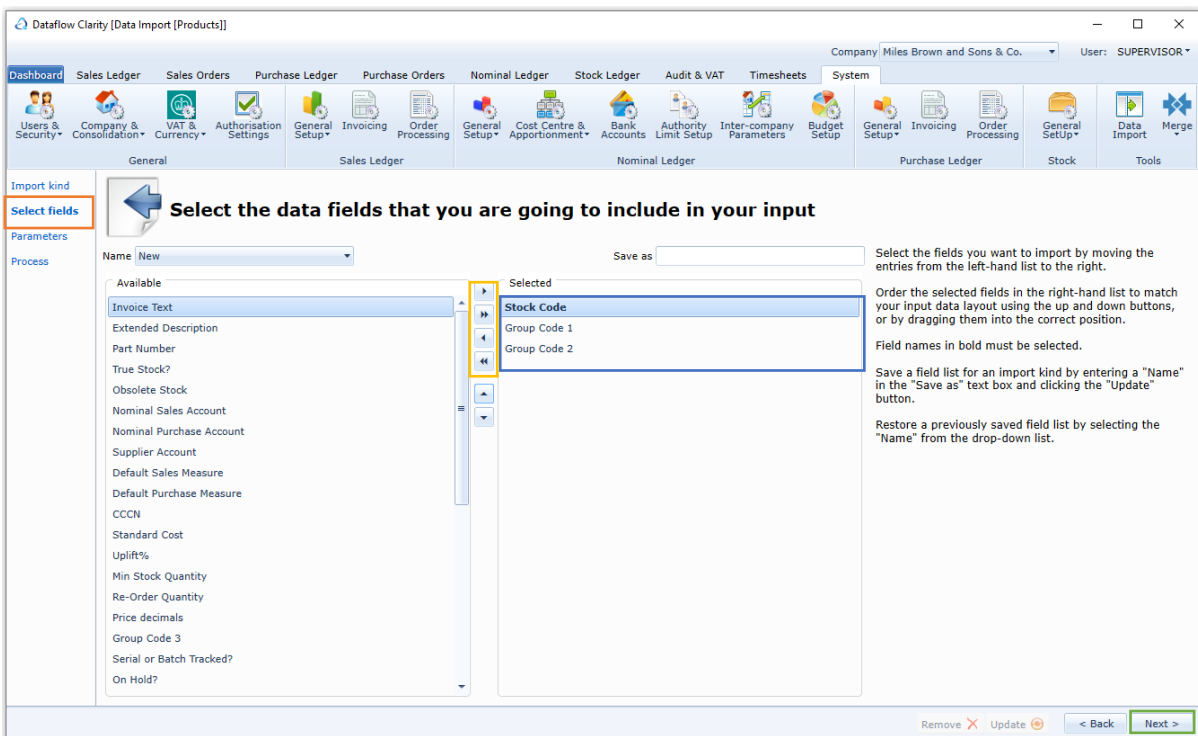 Dataflow Clarity [Data Import [Products]]
Company Miles Brown and Sons & Co. User: SUPERVISOR
Dashboard Sales Ledger Sales Orders Purchase Ledger Purchase Orders Nominal Ledger Stock Ledger Audit & VAT Timesheets System
Users & Security Company & Consolidation VAT & Currency Authorisation Settings General Setup Invoicing Order Processing General Setup Cost Centre & Apportionment Bank Accounts Authority Limit Setup Inter-company Parameters Budget Setup General Setup Invoicing Order Processing General SetUp Data Import Merge
General Sales Ledger Nominal Ledger Purchase Ledger Stock Tools
Import kind
Select fields
Parameters
Process
Select the data fields that you are going to include in your input
Name New Save as
Available
Invoice Text
Extended Description
Part Number
True Stock?
Obsolete Stock
Nominal Sales Account
Nominal Purchase Account
Supplier Account
Default Sales Measure
Default Purchase Measure
CCCN
Standard Cost
Uplift%
Min Stock Quantity
Re-Order Quantity
Price decimals
Group Code 3
Serial or Batch Tracked?
On Hold?
Selected
Stock Code
Group Code 1
Group Code 2
Select the fields you want to import by moving the
entries from the left-hand list to the right.
Order the selected fields in the right-hand list to match
your input data layout using the up and down buttons,
or by dragging them into the correct position.
Field names in bold must be selected.
Save a field list for an import kind by entering a "Name"
in the "Save as" text box and clicking the "Update"
button.
Restore a previously saved field list by selecting the
"Name" from the drop-down list.
Remove Update < Back Next >